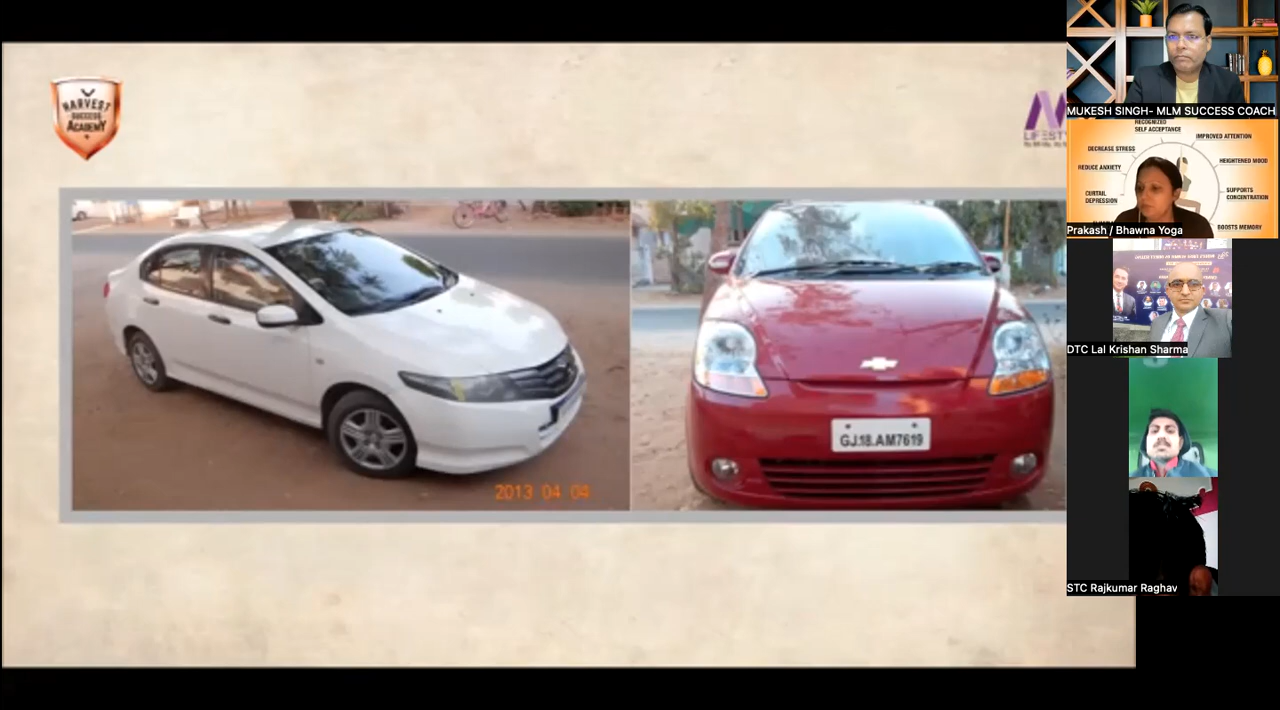 HARVEST
SUCCESS
ACADEMY
LIFEST
2013 04 04
GJ.18.AM7619
MUKESH SINGH- MLM SUCCESS COACH
RECOGNIZED
SELF ACCEPTANCE
IMPROVED ATTENTION
DECREASE STRESS
HEIGHTENED MOOD
REDUCE ANXIETY
CURTAIL
DEPRESSION
SUPPORTS
CONCENTRATION
BOOSTS MEMORY
Prakash / Bhawna Yoga
DTC Lal Krishan Sharma
STC Rajkumar Raghav